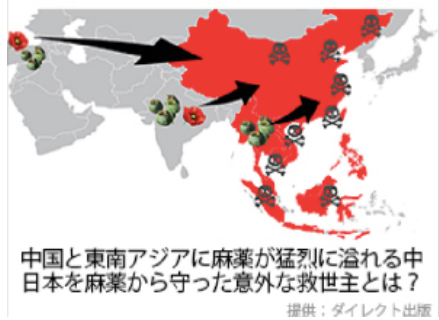 中国と東南アジアに麻薬が猛烈に溢れる中
日本を麻薬から守った意外な救世主とは？
提供：ダイレクト出版